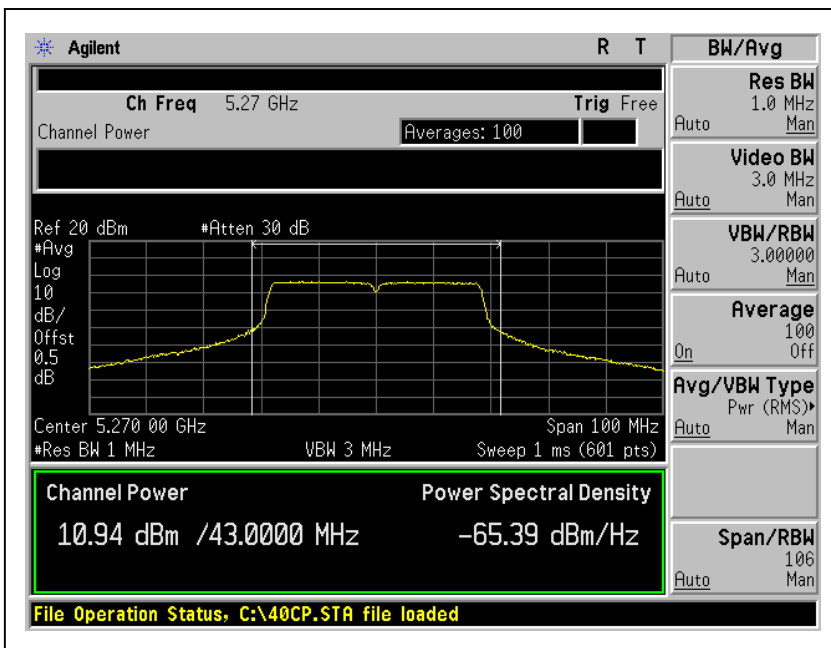 Agilent R T BW/Avg
Ch Freq 5.27 GHz Trig Free
Channel Power Averages: 100
Res BW
1.0 MHz
Auto Man
Video BW
3.0 MHz
Auto Man
VBW/RBW
3.00000
Auto Man
Average
100
On Off
Avg/VBW Type
Pwr (RMS)
Auto Man
Span/RBW
106
Auto Man
Ref 20 dBm #Atten 30 dB
#Avg
Log
10
dB/
Offst
0.5
dB
Center 5.270 00 GHz Span 100 MHz
#Res BW 1 MHz VBW 3 MHz Sweep 1 ms (601 pts)
Channel Power Power Spectral Density
10.94 dBm /43.0000 MHz -65.39 dBm/Hz
File Operation Status, C:\40CP.STA file loaded